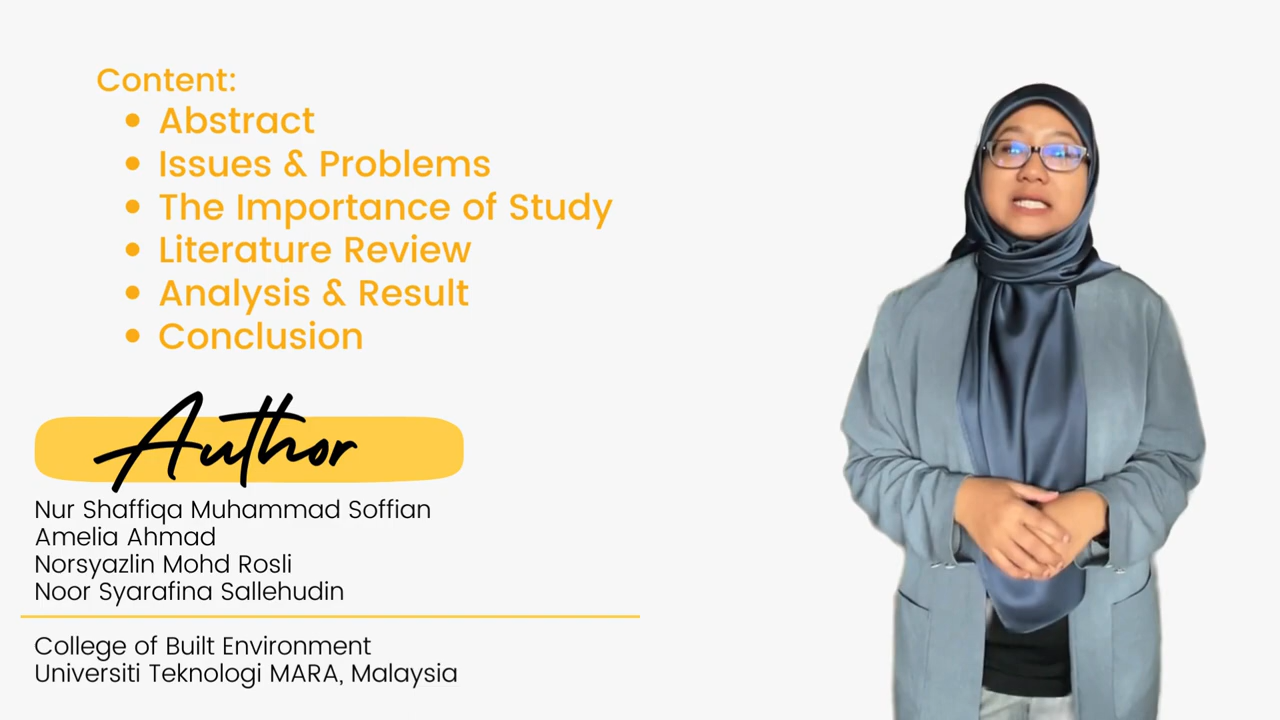 Content:
Abstract
Issues & Problems
The Importance of Study
Literature Review
Analysis & Result
Conclusion
Author
Nur Shaffiqa Muhammad Soffian
Amelia Ahmad
Norsyazlin Mohd Rosli
Noor Syarafina Sallehudin
College of Built Environment
Universiti Teknologi MARA, Malaysia